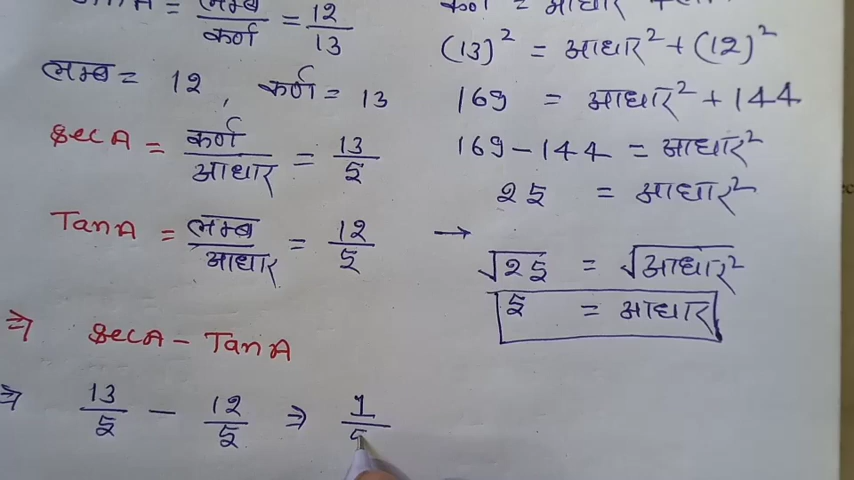 = लम्ब/कर्ण = 12/13
लम्ब = 12 , कर्ण = 13
SecA = कर्ण/आधार = 13/5
TanA = लम्ब/आधार = 12/5 →
⇒ SecA - TanA
⇒ 13/5 - 12/5 ⇒ 1/5
(13)² = आधार² + (12)²
169 = आधार² + 144
169 - 144 = आधार²
25 = आधार²
√25 = √आधार²
5 = आधार